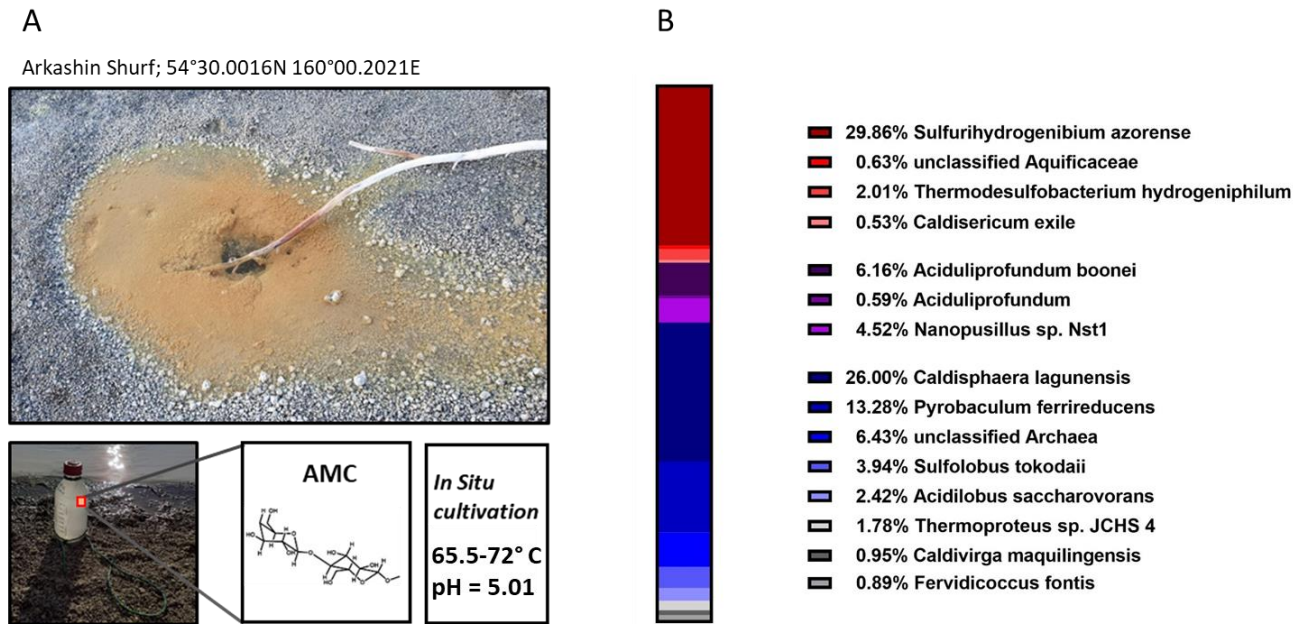 A
Arkashin Shurf; 54°30.0016N 160°00.2021E
AMC
In Situ
cultivation
65.5-72° C
pH = 5.01
B
29.86% Sulfurihydrogenibium azorense
0.63% unclassified Aquificaceae
2.01% Thermodesulfobacterium hydrogeniphilum
0.53% Caldisericum exile
6.16% Aciduliprofundum boonei
0.59% Aciduliprofundum
4.52% Nanopusillus sp. Nst1
26.00% Caldisphaera lagunensis
13.28% Pyrobaculum ferrireducens
6.43% unclassified Archaea
3.94% Sulfolobus tokodaii
2.42% Acidilobus saccharovorans
1.78% Thermoproteus sp. JCHS 4
0.95% Caldivirga maquilingensis
0.89% Fervidicoccus fontis